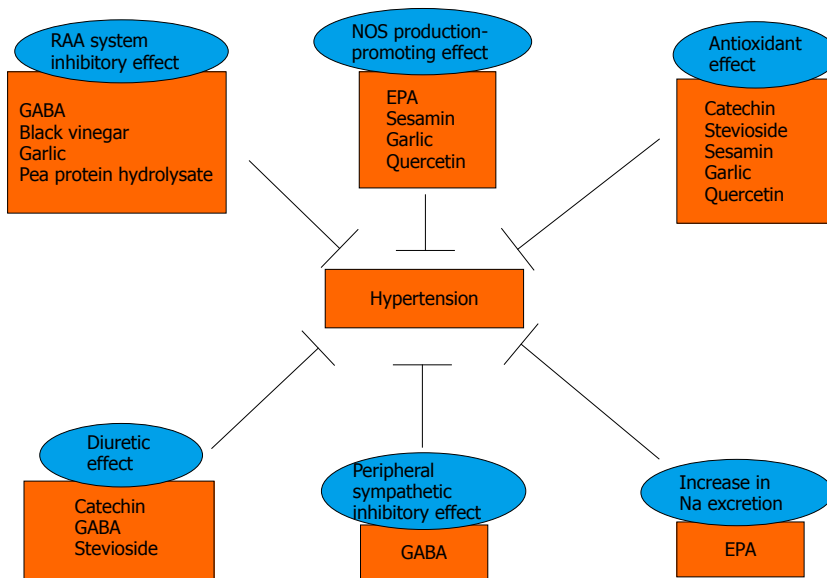 RAA system
inhibitory effect
GABA
Black vinegar
Garlic
Pea protein hydrolysate
NOS production-
promoting effect
EPA
Sesamin
Garlic
Quercetin
Antioxidant
effect
Catechin
Stevioside
Sesamin
Garlic
Quercetin
Hypertension
Diuretic
effect
Catechin
GABA
Stevioside
Peripheral
sympathetic
inhibitory effect
GABA
Increase in
Na excretion
EPA